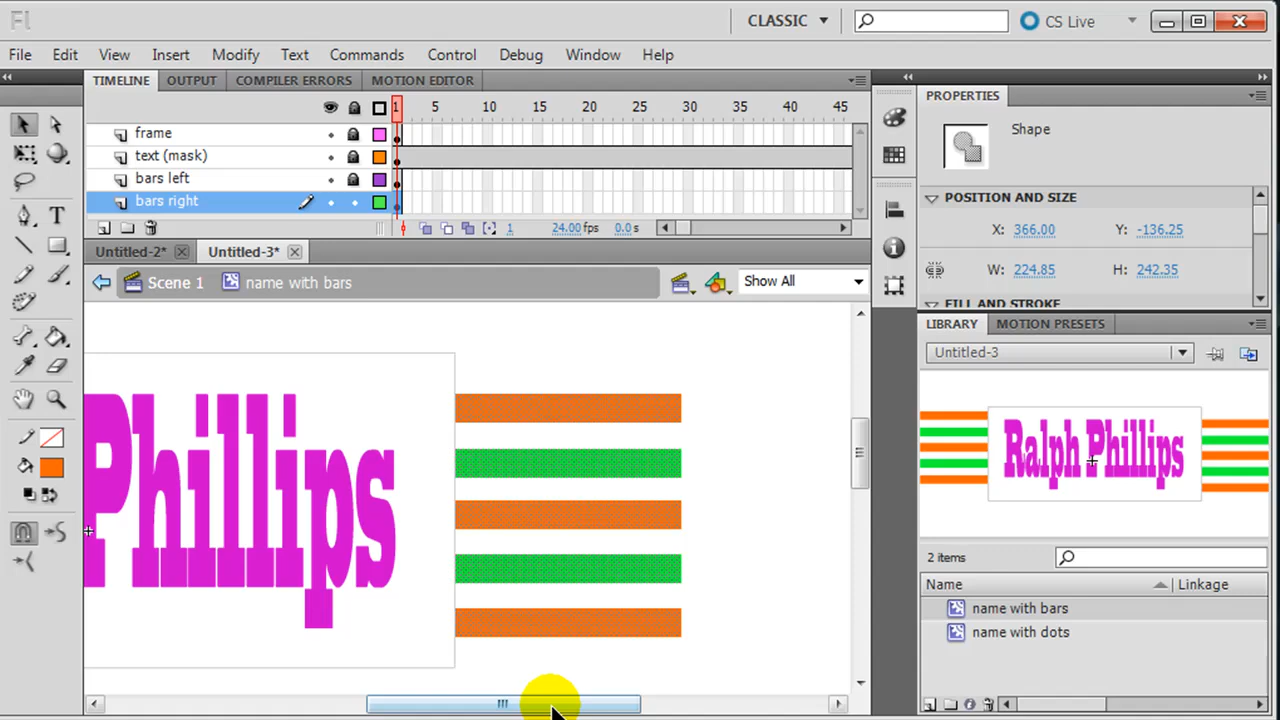 Fl CLASSIC CS Live
File Edit View Insert Modify Text Commands Control Debug Window Help
TIMELINE OUTPUT COMPILER ERRORS MOTION EDITOR
PROPERTIES
1 5 10 15 20 25 30 35 40 45
Shape
frame
text (mask)
bars left
bars right
POSITION AND SIZE
X: 366.00 Y: -136.25
W: 224.85 H: 242.35
FILL AND STROKE
1 24.00 fps 0.0 s
Untitled-2* Untitled-3*
Scene 1 name with bars Show All
LIBRARY MOTION PRESETS
Untitled-3
Phillips
Ralph Phillips
2 items
Name Linkage
name with bars
name with dots